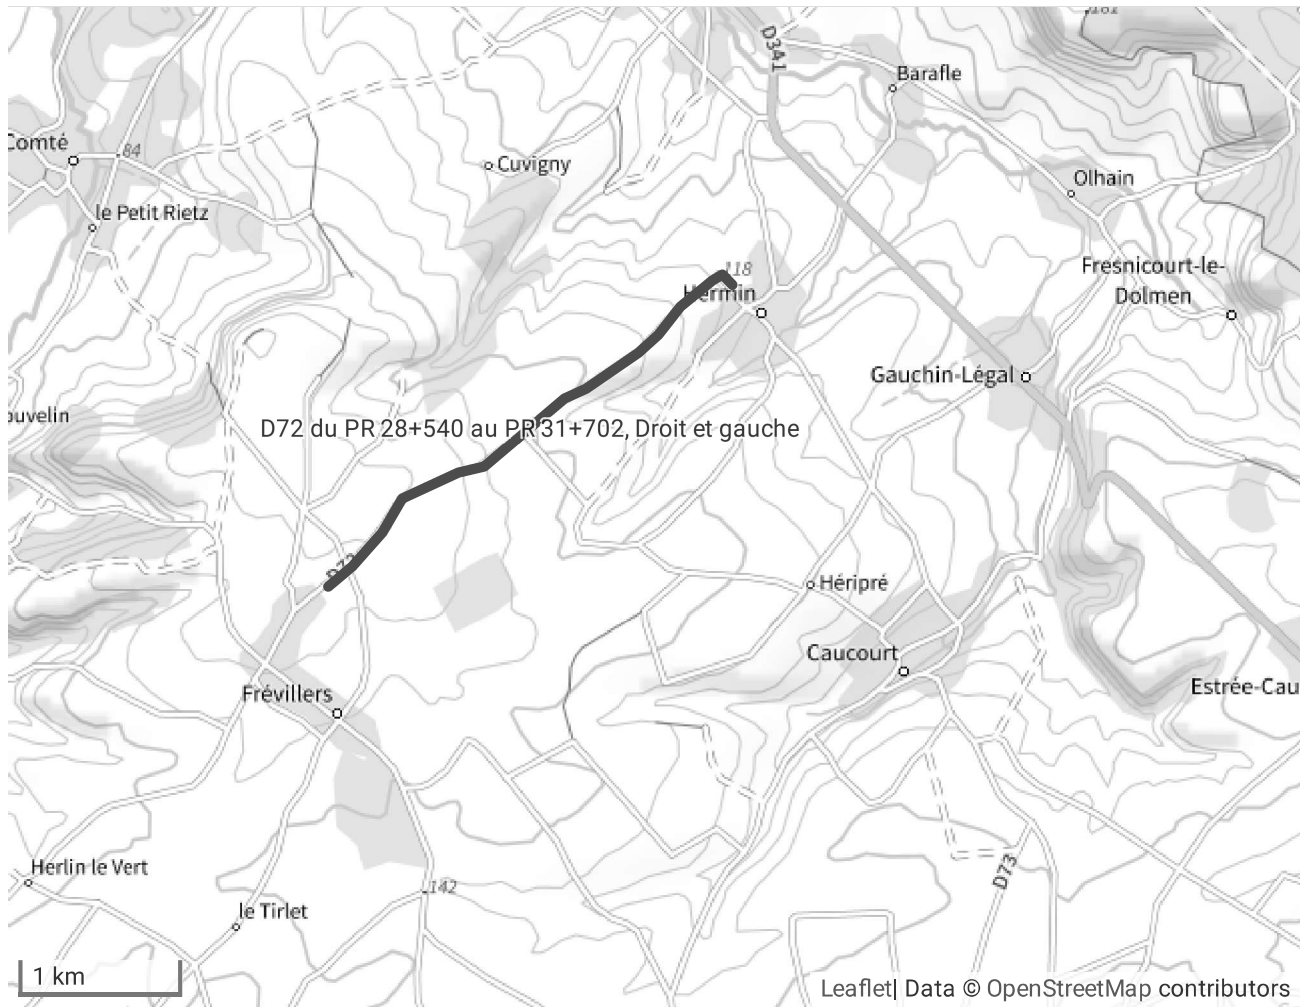 181
D341
Barafle
Comté
84
Cuvigny
Olhain
le Petit Rietz
118
Fresnicourt-le-
Dolmen
Hermin
Gauchin-Légal
ouvelin
D72 du PR 28+540 au PR 31+702, Droit et gauche
D72
Héripré
Caucourt
Estrée-Cau
Frévillers
Herlin le Vert
D73
142
le Tirlet
1 km
Leaflet| Data © OpenStreetMap contributors